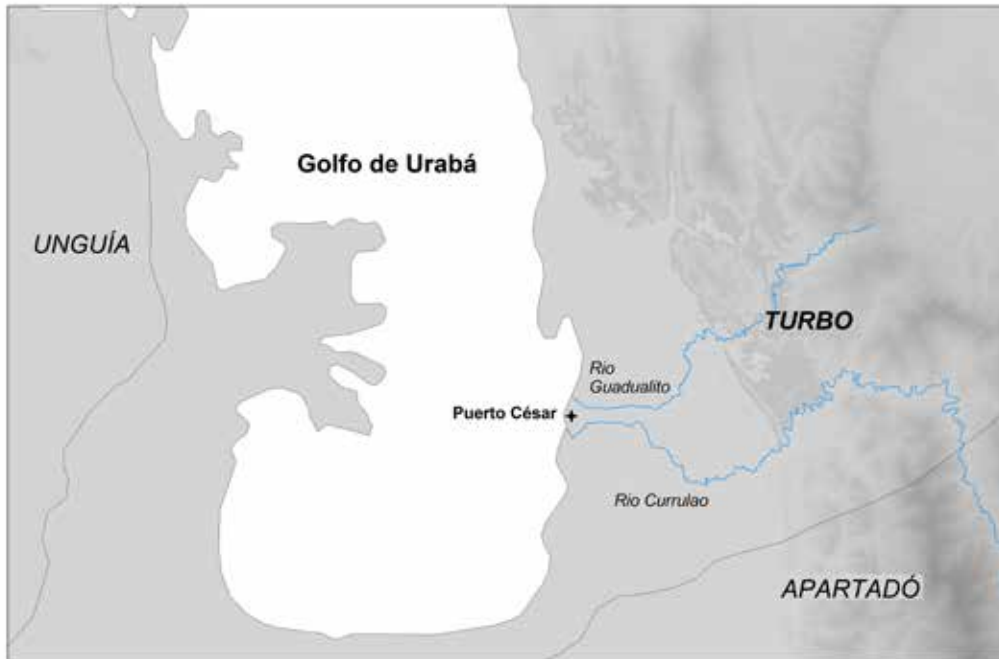 Golfo de Urabá
UNGUÍA
TURBO
Rio
Guadualito
Puerto César
Rio Currulao
APARTADÓ